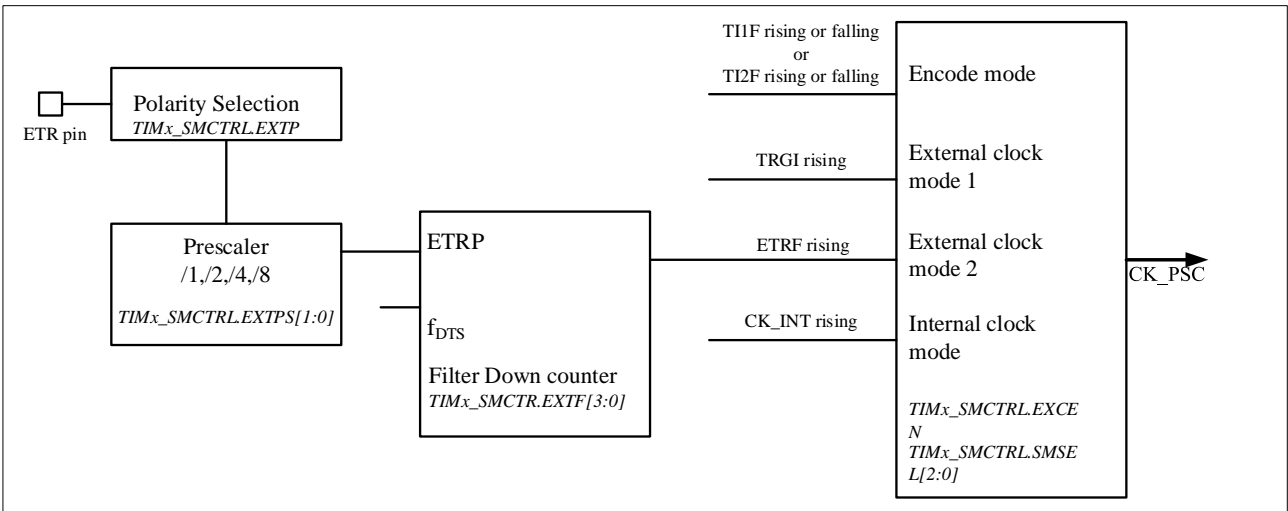 ETR pin
Polarity Selection
TIMx_SMCTRL.EXTP
Prescaler
/1,/2,/4,/8
TIMx_SMCTRL.EXTPS[1:0]
ETRP
fDTS
Filter Down counter
TIMx_SMCTR.EXTF[3:0]
TI1F rising or falling
or
TI2F rising or falling
TRGI rising
ETRF rising
CK_INT rising
Encode mode
External clock
mode 1
External clock
mode 2
Internal clock
mode
TIMx_SMCTRL.EXCE
N
TIMx_SMCTRL.SMSE
L[2:0]
CK_PSC